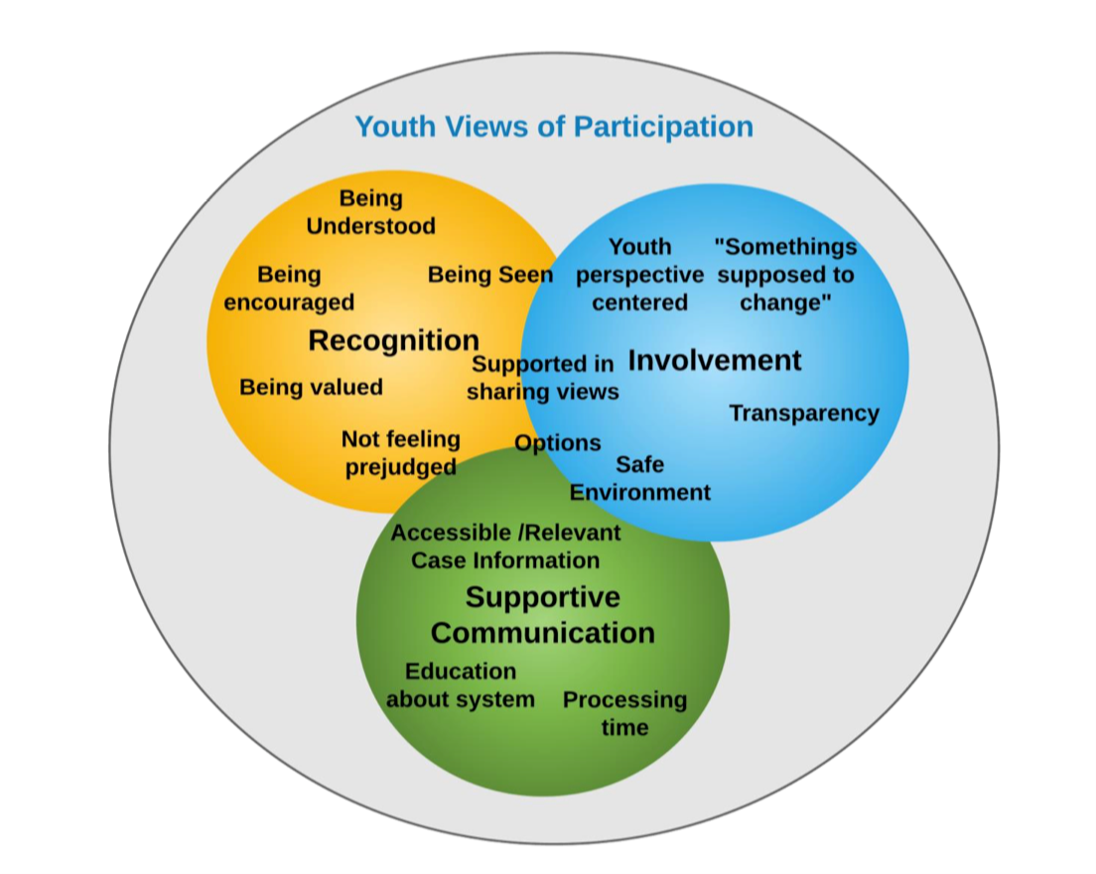 Youth Views of Participation
Being
Understood
Being
encouraged
Being Seen
Recognition
Being valued
Not feeling
prejudged
Supported in
sharing views
Options
Youth
perspective
centered
"Somethings
supposed to
change"
Involvement
Transparency
Safe
Environment
Accessible /Relevant
Case Information
Supportive
Communication
Education
about system
Processing
time